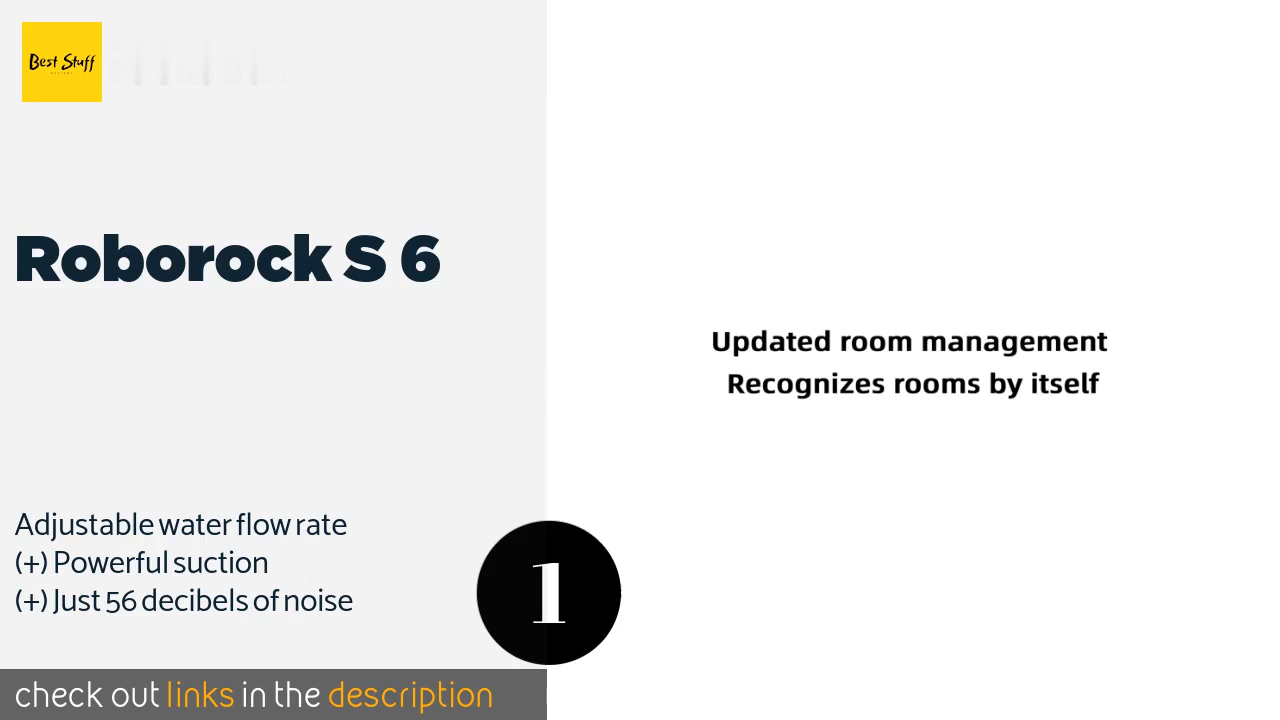 Best Stuff
Roborock S 6
Updated room management
Recognizes rooms by itself
Adjustable water flow rate
(+) Powerful suction
(+) Just 56 decibels of noise
1
check out links in the description